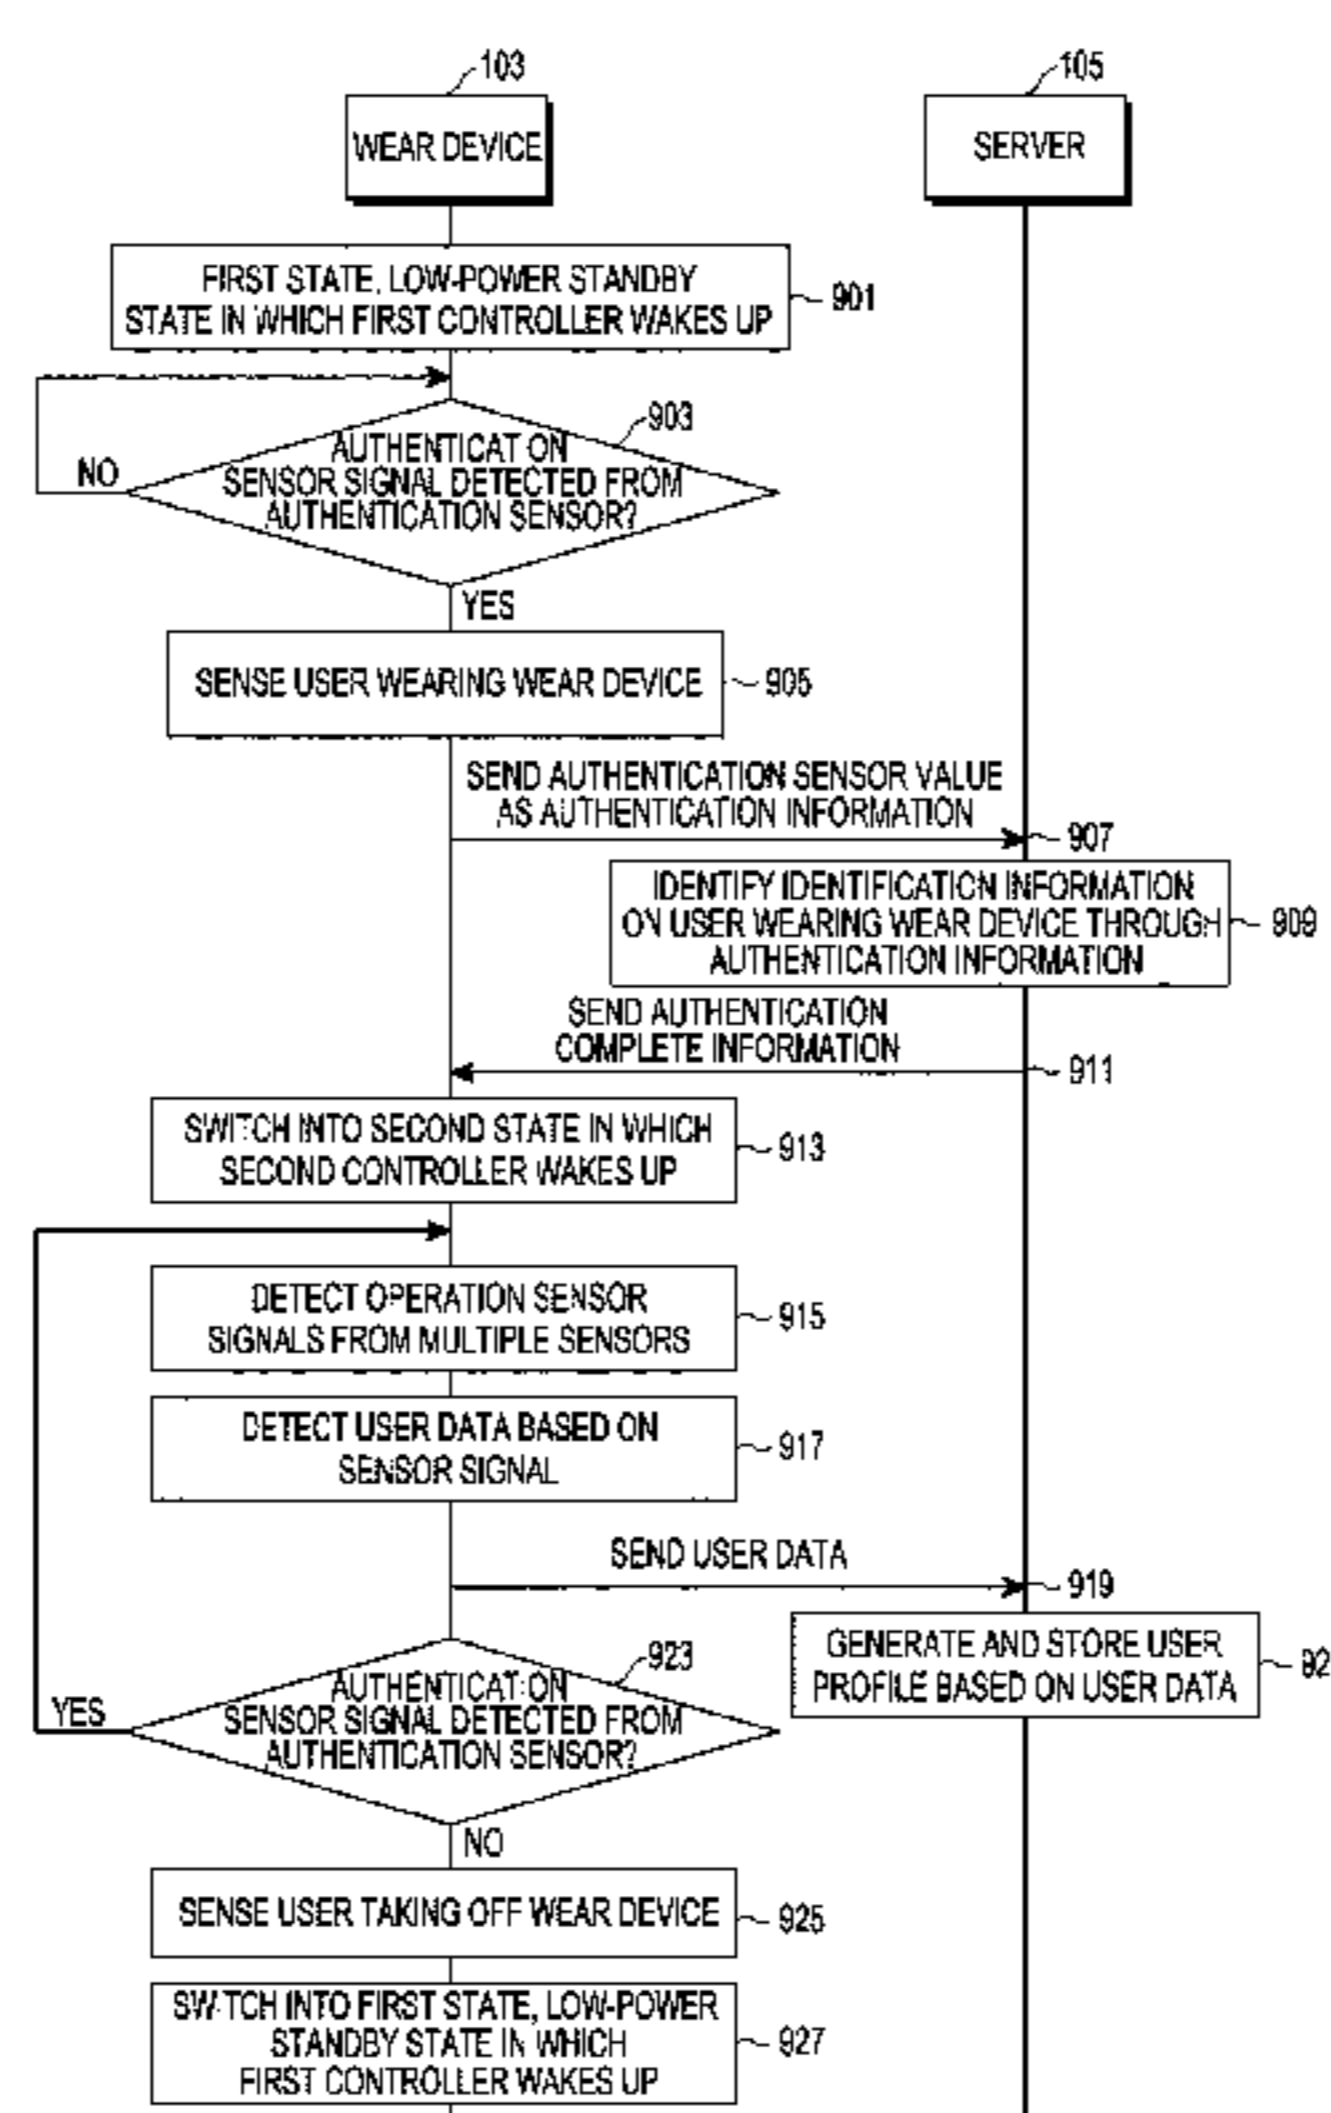 103
105
WEAR DEVICE
SERVER
FIRST STATE, LOW-POWER STANDBY
STATE IN WHICH FIRST CONTROLLER WAKES UP
901
903
AUTHENTICAT ON
SENSOR SIGNAL DETECTED FROM
AUTHENTICATION SENSOR?
NO
YES
SENSE USER WEARING WEAR DEVICE
905
SEND AUTHENTICATION SENSOR VALUE
AS AUTHENTICATION INFORMATION
907
IDENTIFY IDENTIFICATION INFORMATION
ON USER WEARING WEAR DEVICE THROUGH
AUTHENTICATION INFORMATION
909
SEND AUTHENTICATION
COMPLETE INFORMATION
911
SWITCH INTO SECOND STATE IN WHICH
SECOND CONTROLLER WAKES UP
913
DETECT OPERATION SENSOR
SIGNALS FROM MULTIPLE SENSORS
915
DETECT USER DATA BASED ON
SENSOR SIGNAL
917
SEND USER DATA
919
GENERATE AND STORE USER
PROFILE BASED ON USER DATA
92
923
AUTHENTICATION
SENSOR SIGNAL DETECTED FROM
AUTHENTICATION SENSOR?
YES
NO
SENSE USER TAKING OFF WEAR DEVICE
925
SWITCH INTO FIRST STATE, LOW-POWER
STANDBY STATE IN WHICH
FIRST CONTROLLER WAKES UP
927